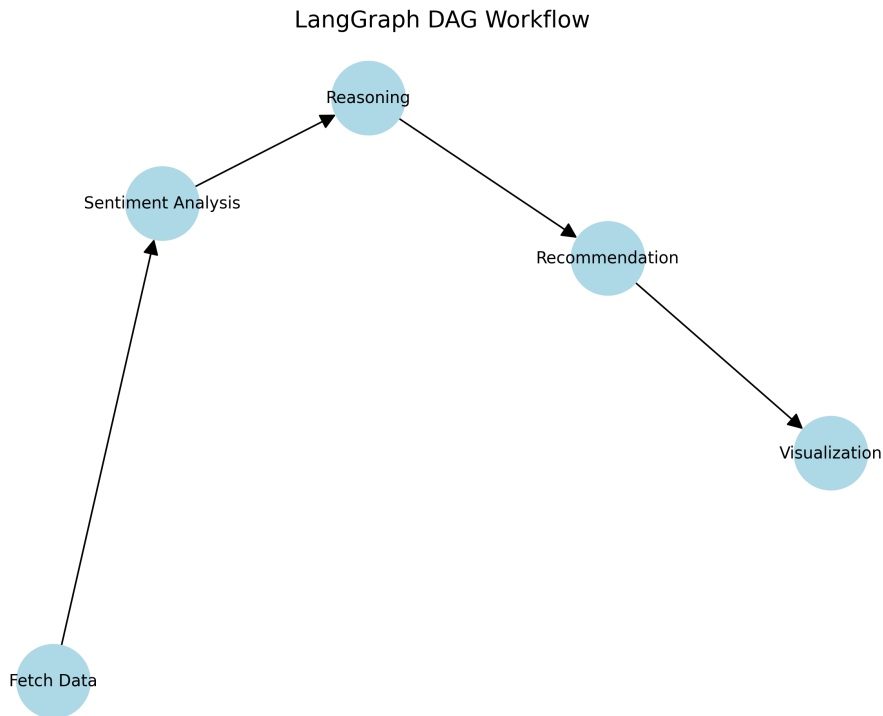 LangGraph DAG Workflow
Reasoning
Sentiment Analysis
Recommendation
Visualization
Fetch Data